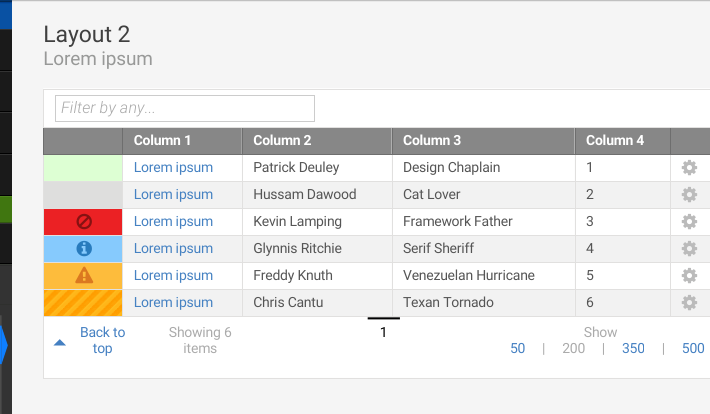 Layout 2
Lorem ipsum
Filter by any...
Column 1 Column 2 Column 3 Column 4
Lorem ipsum Patrick Deuley Design Chaplain 1
Lorem ipsum Hussam Dawood Cat Lover 2
Lorem ipsum Kevin Lamping Framework Father 3
Lorem ipsum Glynnis Ritchie Serif Sheriff 4
Lorem ipsum Freddy Knuth Venezuelan Hurricane 5
Lorem ipsum Chris Cantu Texan Tornado 6
Back to top
Showing 6 items
1
Show
50 | 200 | 350 | 500